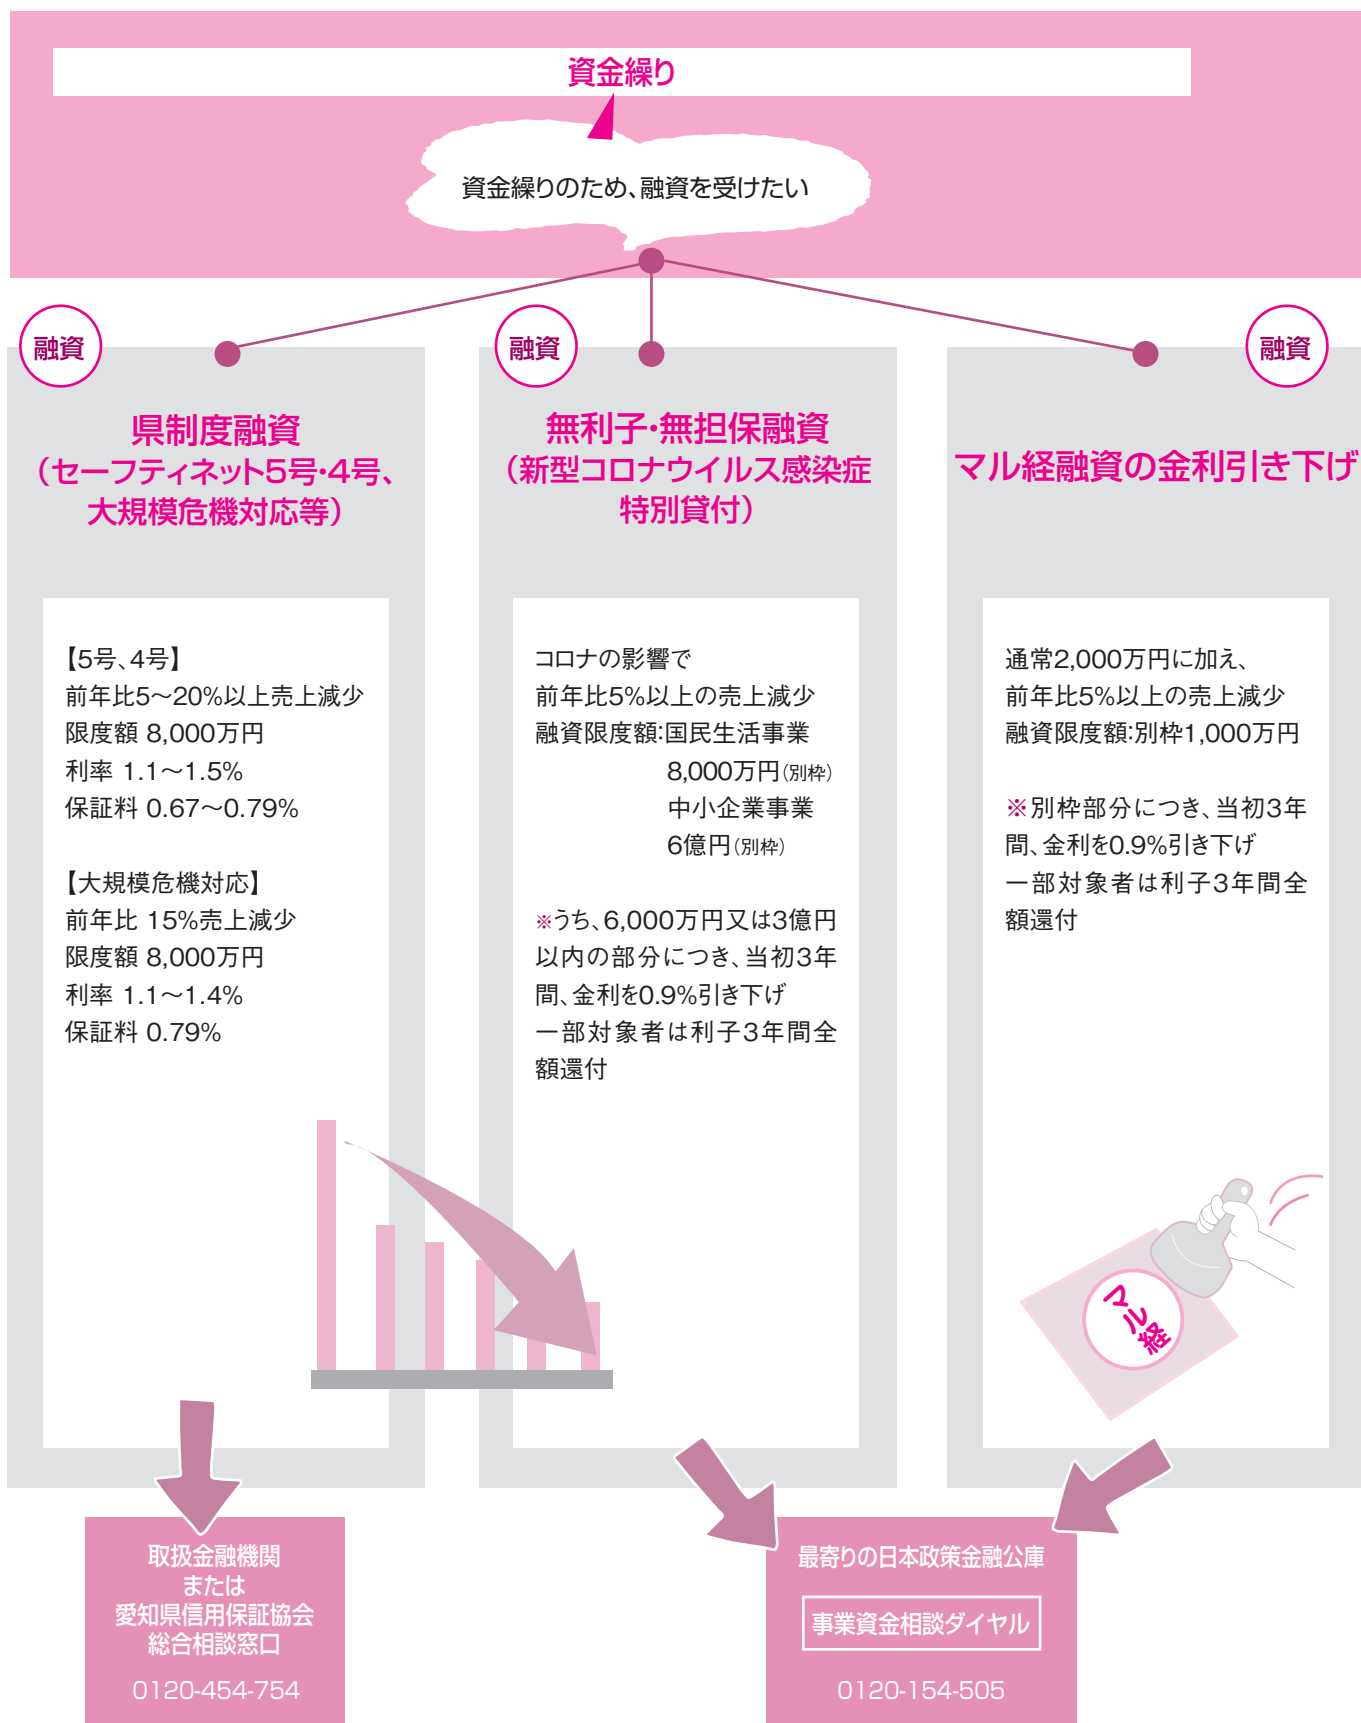 資金繰り
資金繰りのため、融資を受けたい
融資
県制度融資
（セーフティネット5号・4号、
大規模危機対応等）
【5号、4号】
前年比5～20%以上売上減少
限度額 8,000万円
利率 1.1～1.5%
保証料 0.67～0.79%
【大規模危機対応】
前年比 15%売上減少
限度額 8,000万円
利率 1.1～1.4%
保証料 0.79%
取扱金融機関
または
愛知県信用保証協会
総合相談窓口
0120-454-754
融資
無利子・無担保融資
（新型コロナウイルス感染症
特別貸付）
コロナの影響で
前年比5%以上の売上減少
融資限度額：国民生活事業
8,000万円（別枠）
中小企業事業
6億円（別枠）
※うち、6,000万円又は3億円
以内の部分につき、当初3年
間、金利を0.9%引き下げ
一部対象者は利子3年間全
額還付
融資
マル経融資の金利引き下げ
通常2,000万円に加え、
前年比5%以上の売上減少
融資限度額：別枠1,000万円
※別枠部分につき、当初3年
間、金利を0.9%引き下げ
一部対象者は利子3年間全
額還付
マル経
最寄りの日本政策金融公庫
事業資金相談ダイヤル
0120-154-505